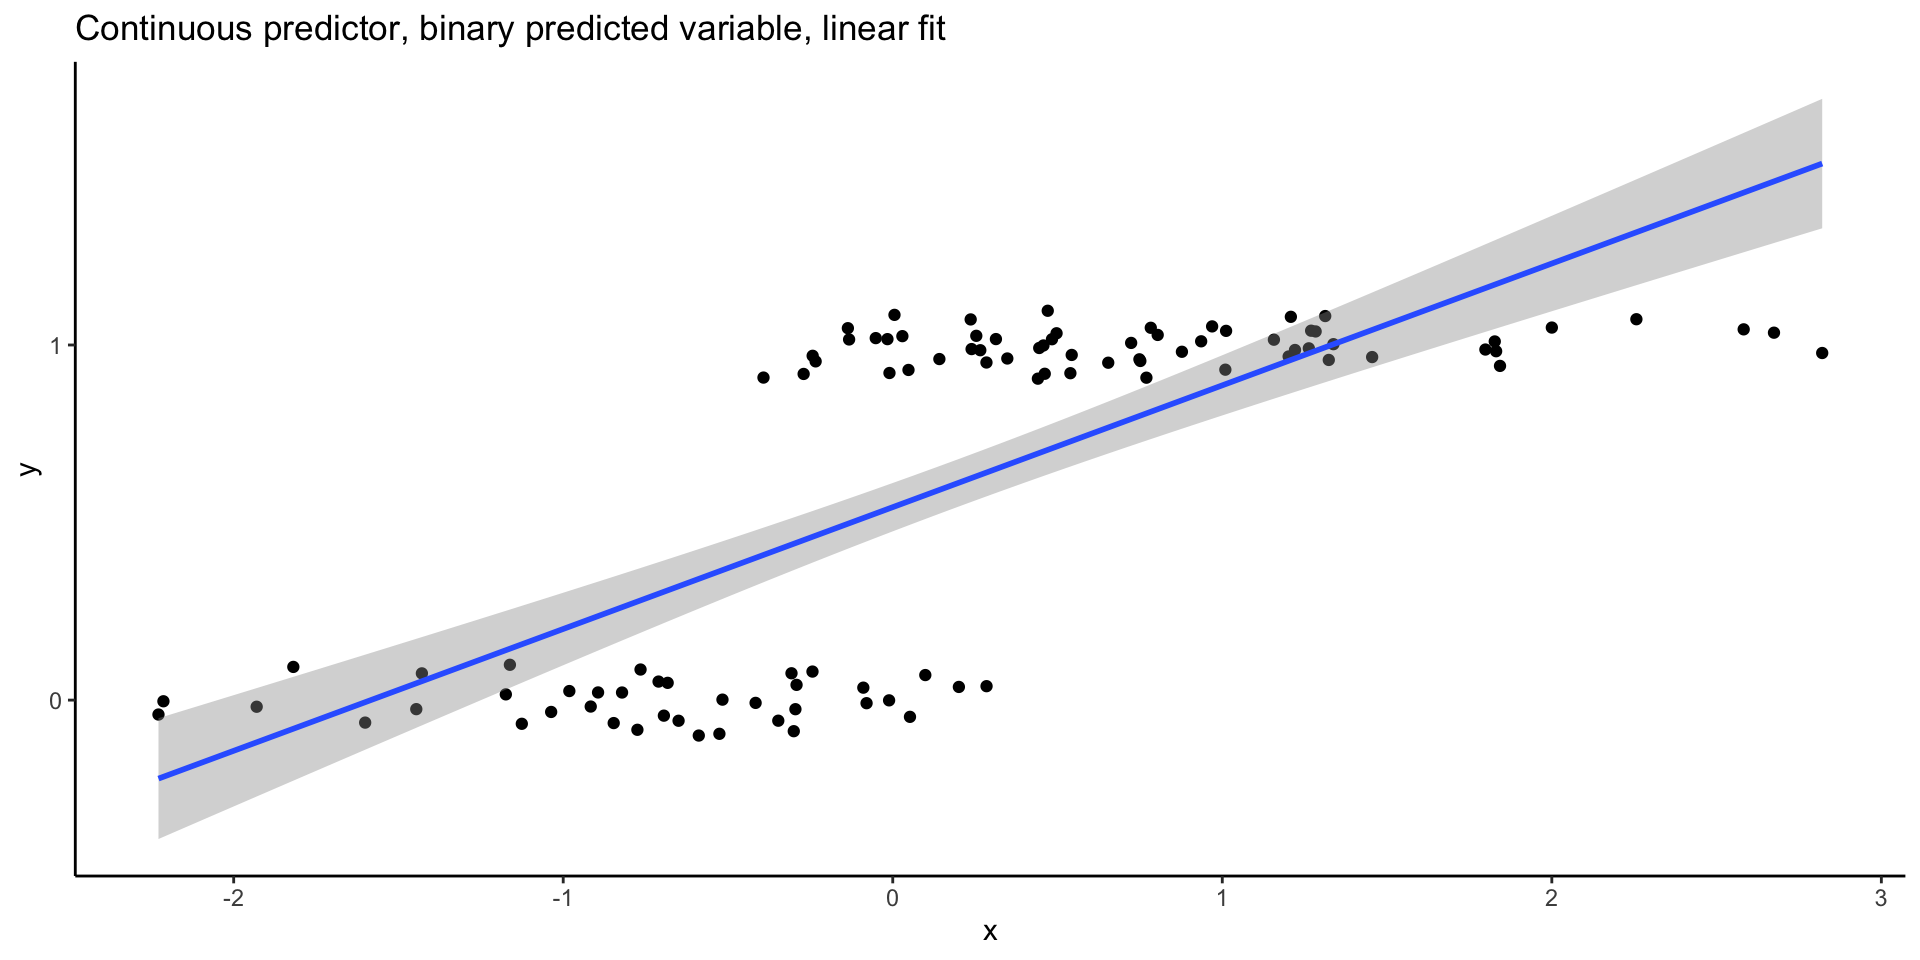 Continuous predictor, binary predicted variable, linear fit
1
y
0
-2 -1 0 1 2 3
x